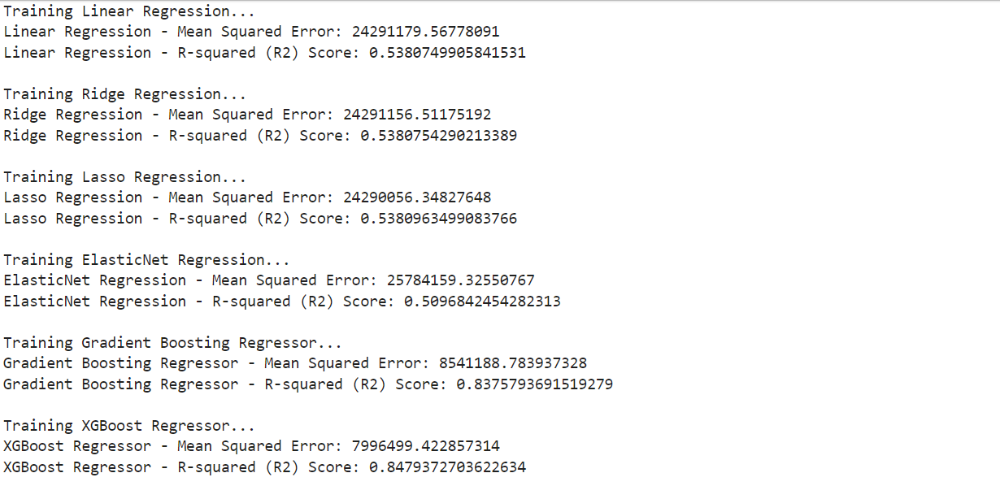 Training Linear Regression...
Linear Regression - Mean Squared Error: 24291179.56778091
Linear Regression - R-squared (R2) Score: 0.5380749905841531
Training Ridge Regression...
Ridge Regression - Mean Squared Error: 24291156.51175192
Ridge Regression - R-squared (R2) Score: 0.5380754290213389
Training Lasso Regression...
Lasso Regression - Mean Squared Error: 24290056.34827648
Lasso Regression - R-squared (R2) Score: 0.5380963499083766
Training ElasticNet Regression...
ElasticNet Regression - Mean Squared Error: 25784159.32550767
ElasticNet Regression - R-squared (R2) Score: 0.5096842454282313
Training Gradient Boosting Regressor...
Gradient Boosting Regressor - Mean Squared Error: 8541188.783937328
Gradient Boosting Regressor - R-squared (R2) Score: 0.8375793691519279
Training XGBoost Regressor...
XGBoost Regressor - Mean Squared Error: 7996499.422857314
XGBoost Regressor - R-squared (R2) Score: 0.8479372703622634